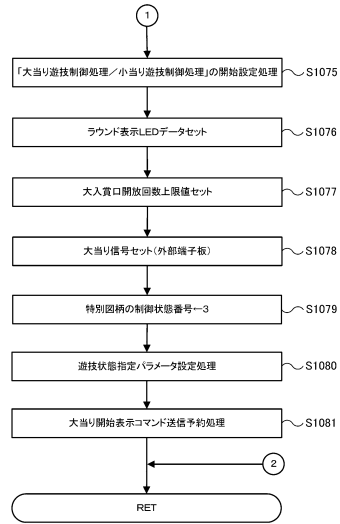 1
「大当り遊技制御処理／小当り遊技制御処理」の開始設定処理 S1075
ラウンド表示LEDデータセット S1076
大入賞口開放回数上限値セット S1077
大当り信号セット（外部端子板） S1078
特別図柄の制御状態番号←3 S1079
遊技状態指定パラメータ設定処理 S1080
大当り開始表示コマンド送信予約処理 S1081
2
RET